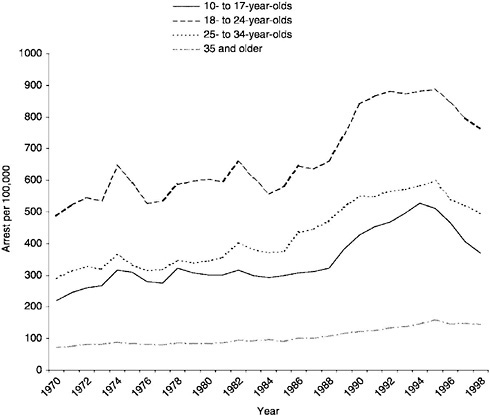 10- to 17-year-olds
18- to 24-year-olds
25- to 34-year-olds
35 and older
Arrest per 100,000
1000
900
800
700
600
500
400
300
200
100
0
1970 1972 1974 1976 1978 1980 1982 1984 1986 1988 1990 1992 1994 1996 1998
Year